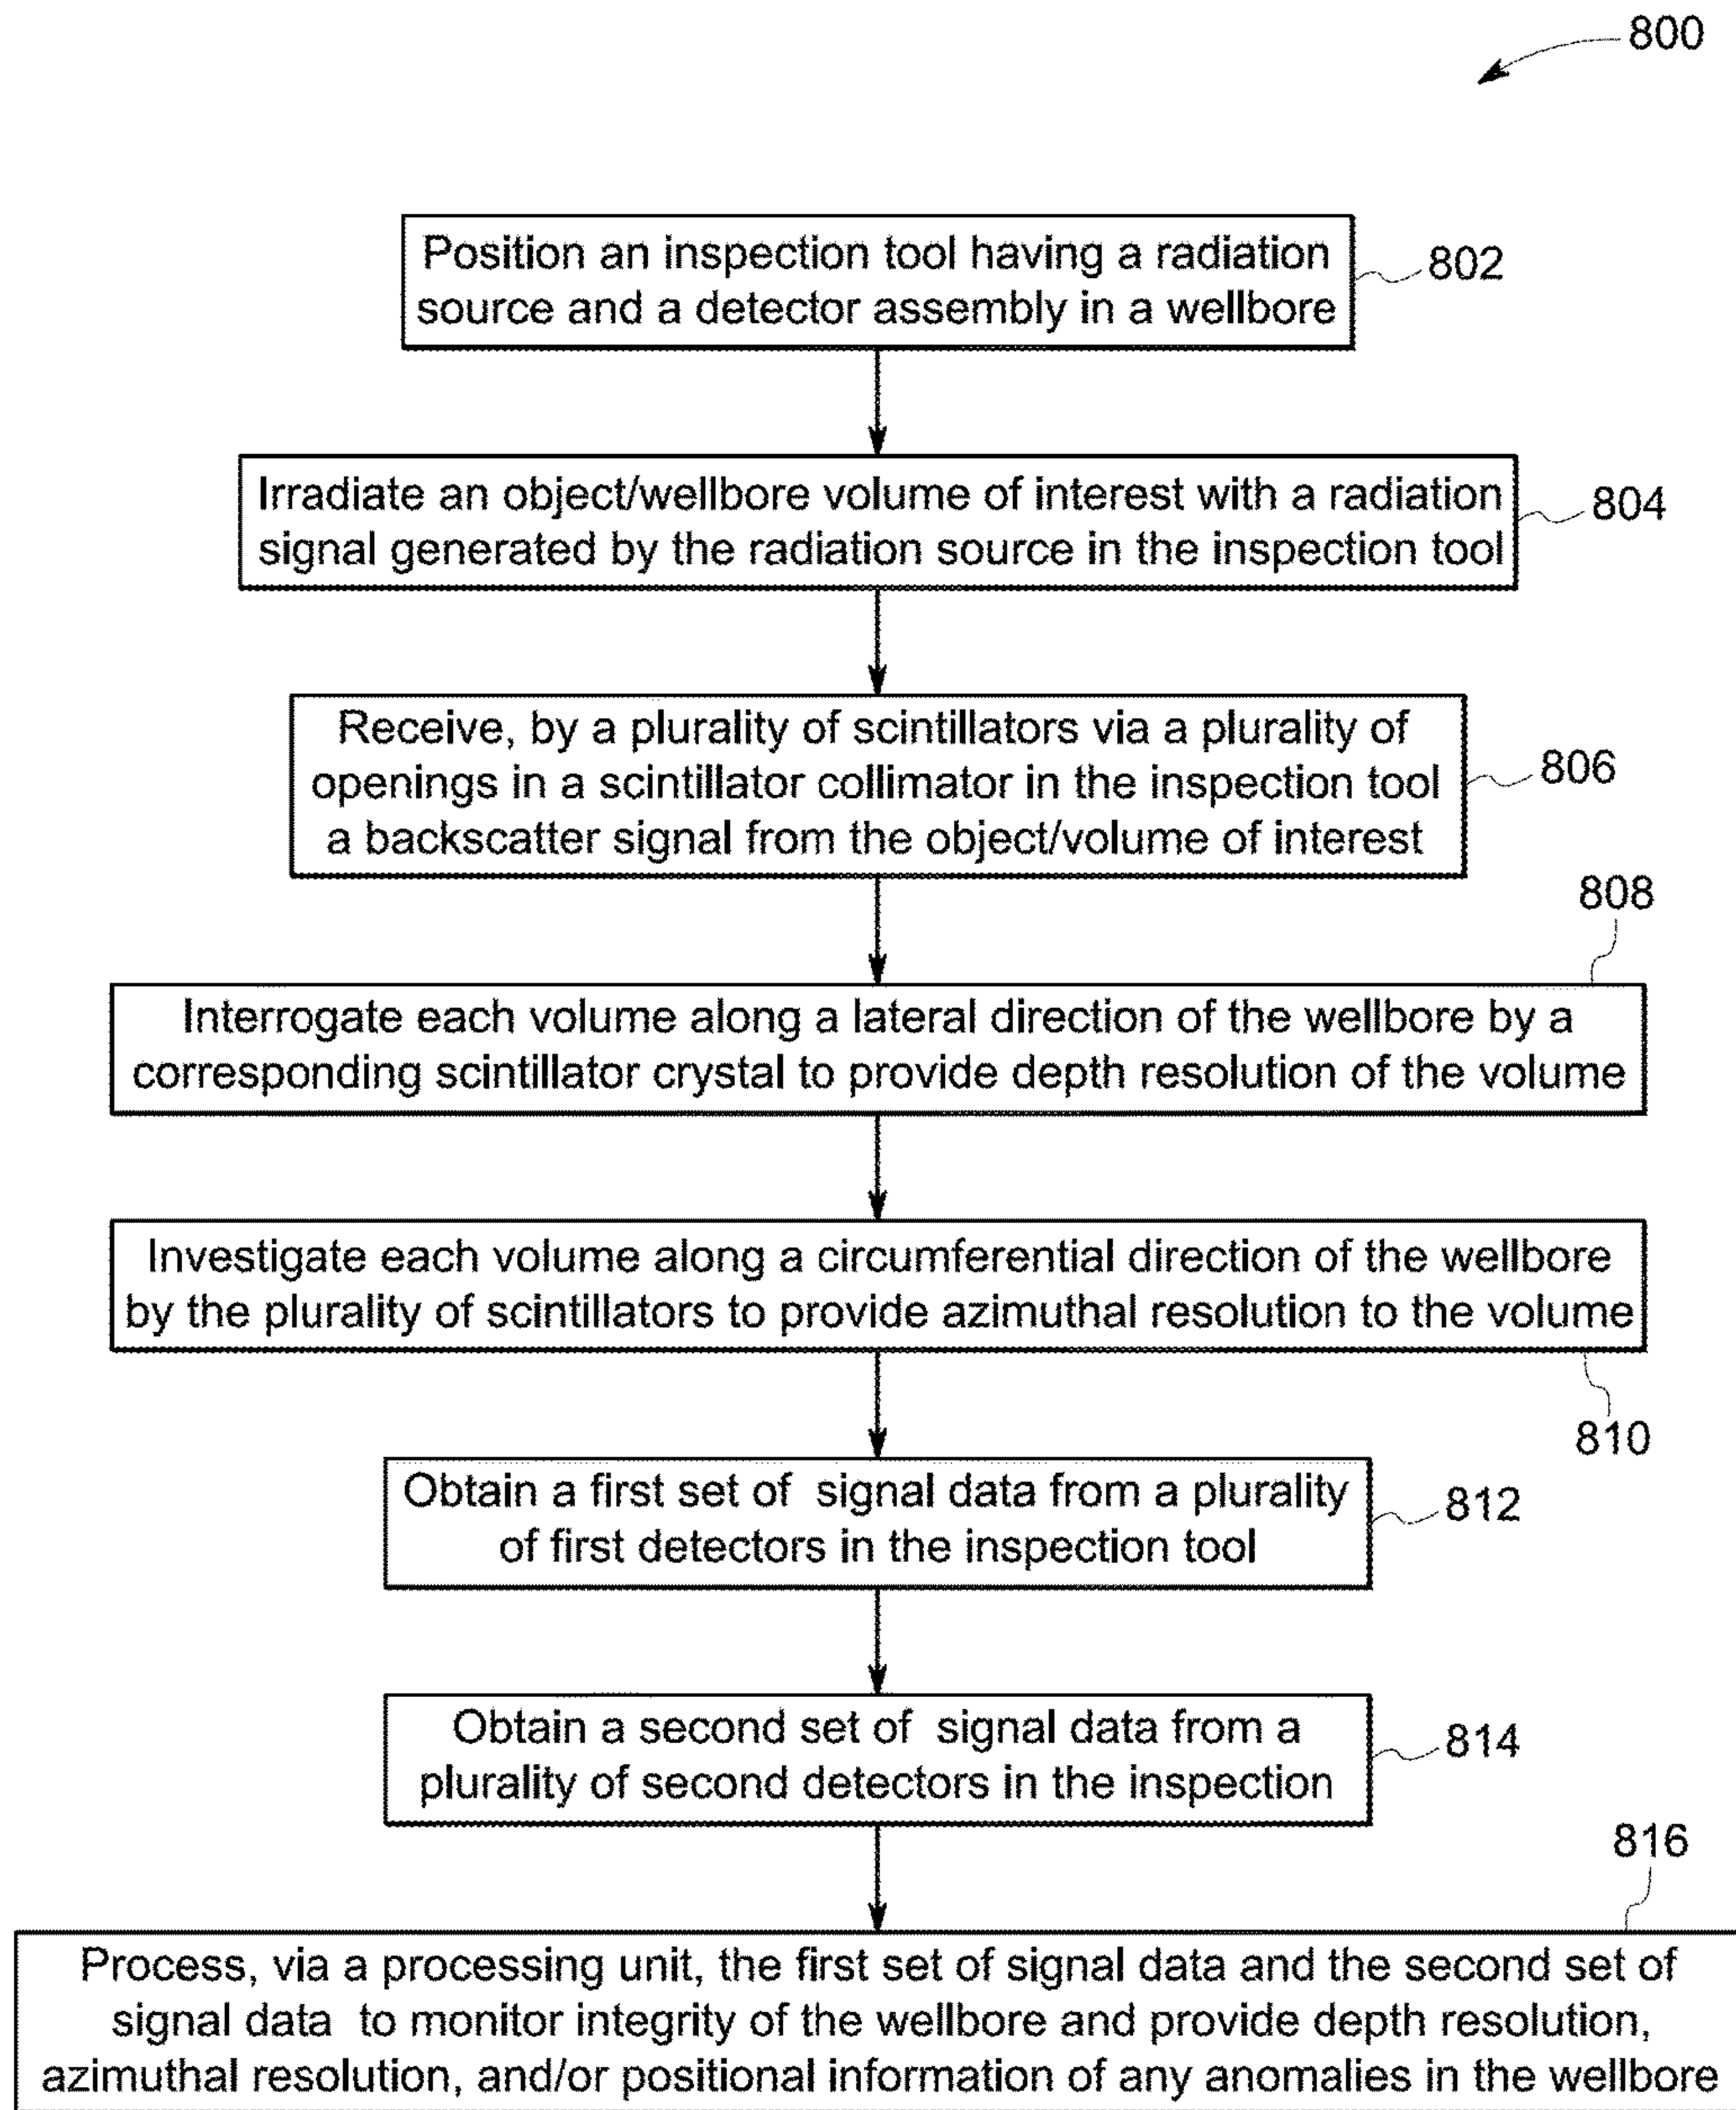 800
Position an inspection tool having a radiation
source and a detector assembly in a wellbore
802
Irradiate an object/wellbore volume of interest with a radiation
signal generated by the radiation source in the inspection tool
804
Receive, by a plurality of scintillators via a plurality of
openings in a scintillator collimator in the inspection tool
a backscatter signal from the object/volume of interest
806
808
Interrogate each volume along a lateral direction of the wellbore by a
corresponding scintillator crystal to provide depth resolution of the volume
Investigate each volume along a circumferential direction of the wellbore
by the plurality of scintillators to provide azimuthal resolution to the volume
810
Obtain a first set of signal data from a plurality
of first detectors in the inspection tool
812
Obtain a second set of signal data from a
plurality of second detectors in the inspection
814
816
Process, via a processing unit, the first set of signal data and the second set of
signal data to monitor integrity of the wellbore and provide depth resolution,
azimuthal resolution, and/or positional information of any anomalies in the wellbore